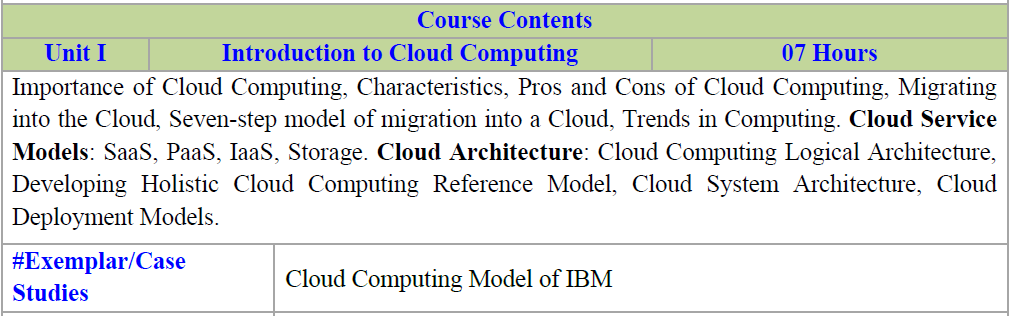 Course Contents
Unit I Introduction to Cloud Computing 07 Hours
Importance of Cloud Computing, Characteristics, Pros and Cons of Cloud Computing, Migrating
into the Cloud, Seven-step model of migration into a Cloud, Trends in Computing. Cloud Service
Models: SaaS, PaaS, IaaS, Storage. Cloud Architecture: Cloud Computing Logical Architecture,
Developing Holistic Cloud Computing Reference Model, Cloud System Architecture, Cloud
Deployment Models.
#Exemplar/Case
Studies
Cloud Computing Model of IBM